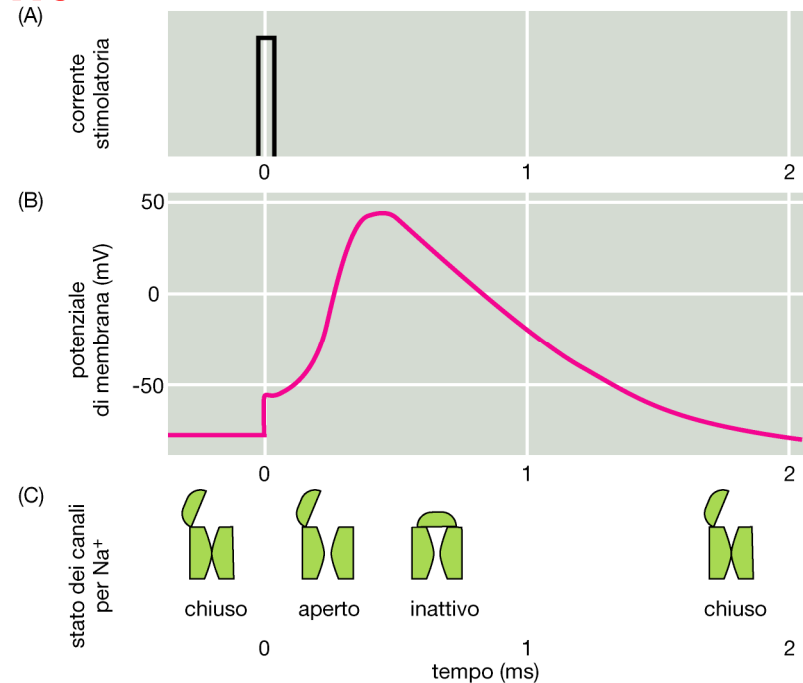 (A)
corrente
stimolatoria
0
1
2
(B)
potenziale
di membrana (mV)
50
0
-50
0
1
2
(C)
stato dei canali
per Na⁺
chiuso
aperto
inattivo
chiuso
0
1
2
tempo (ms)